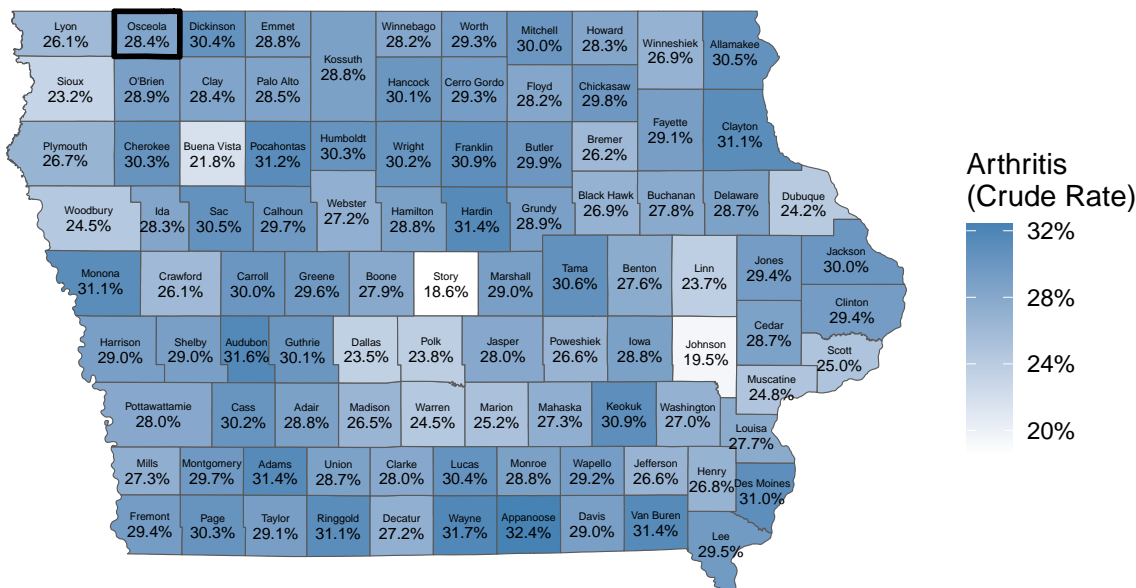 Lyon
26.1%
Osceola
28.4%
Dickinson
30.4%
Emmet
28.8%
Kossuth
28.8%
Winnebago
28.2%
Worth
29.3%
Mitchell
30.0%
Howard
28.3%
Winneshiek
26.9%
Allamakee
30.5%
Sioux
23.2%
O'Brien
28.9%
Clay
28.4%
Palo Alto
28.5%
Hancock
30.1%
Cerro Gordo
29.3%
Floyd
28.2%
Chickasaw
29.8%
Fayette
29.1%
Clayton
31.1%
Plymouth
26.7%
Cherokee
30.3%
Buena Vista
21.8%
Pocahontas
31.2%
Humboldt
30.3%
Wright
30.2%
Franklin
30.9%
Butler
29.9%
Bremer
26.2%
Woodbury
24.5%
Ida
28.3%
Sac
30.5%
Calhoun
29.7%
Webster
27.2%
Hamilton
28.8%
Hardin
31.4%
Grundy
28.9%
Black Hawk
26.9%
Buchanan
27.8%
Delaware
28.7%
Dubuque
24.2%
Monona
31.1%
Crawford
26.1%
Carroll
30.0%
Greene
29.6%
Boone
27.9%
Story
18.6%
Marshall
29.0%
Tama
30.6%
Benton
27.6%
Linn
23.7%
Jones
29.4%
Jackson
30.0%
Clinton
29.4%
Harrison
29.0%
Shelby
29.0%
Audubon
31.6%
Guthrie
30.1%
Dallas
23.5%
Polk
23.8%
Jasper
28.0%
Poweshiek
26.6%
Iowa
28.8%
Johnson
19.5%
Cedar
28.7%
Scott
25.0%
Muscatine
24.8%
Pottawattamie
28.0%
Cass
30.2%
Adair
28.8%
Madison
26.5%
Warren
24.5%
Marion
25.2%
Mahaska
27.3%
Keokuk
30.9%
Washington
27.0%
Louisa
27.7%
Mills
27.3%
Montgomery
29.7%
Adams
31.4%
Union
28.7%
Clarke
28.0%
Lucas
30.4%
Monroe
28.8%
Wapello
29.2%
Jefferson
26.6%
Henry
26.8%
Des Moines
31.0%
Fremont
29.4%
Page
30.3%
Taylor
29.1%
Ringgold
31.1%
Decatur
27.2%
Wayne
31.7%
Appanoose
32.4%
Davis
29.0%
Van Buren
31.4%
Lee
29.5%
Arthritis
(Crude Rate)
32%
28%
24%
20%